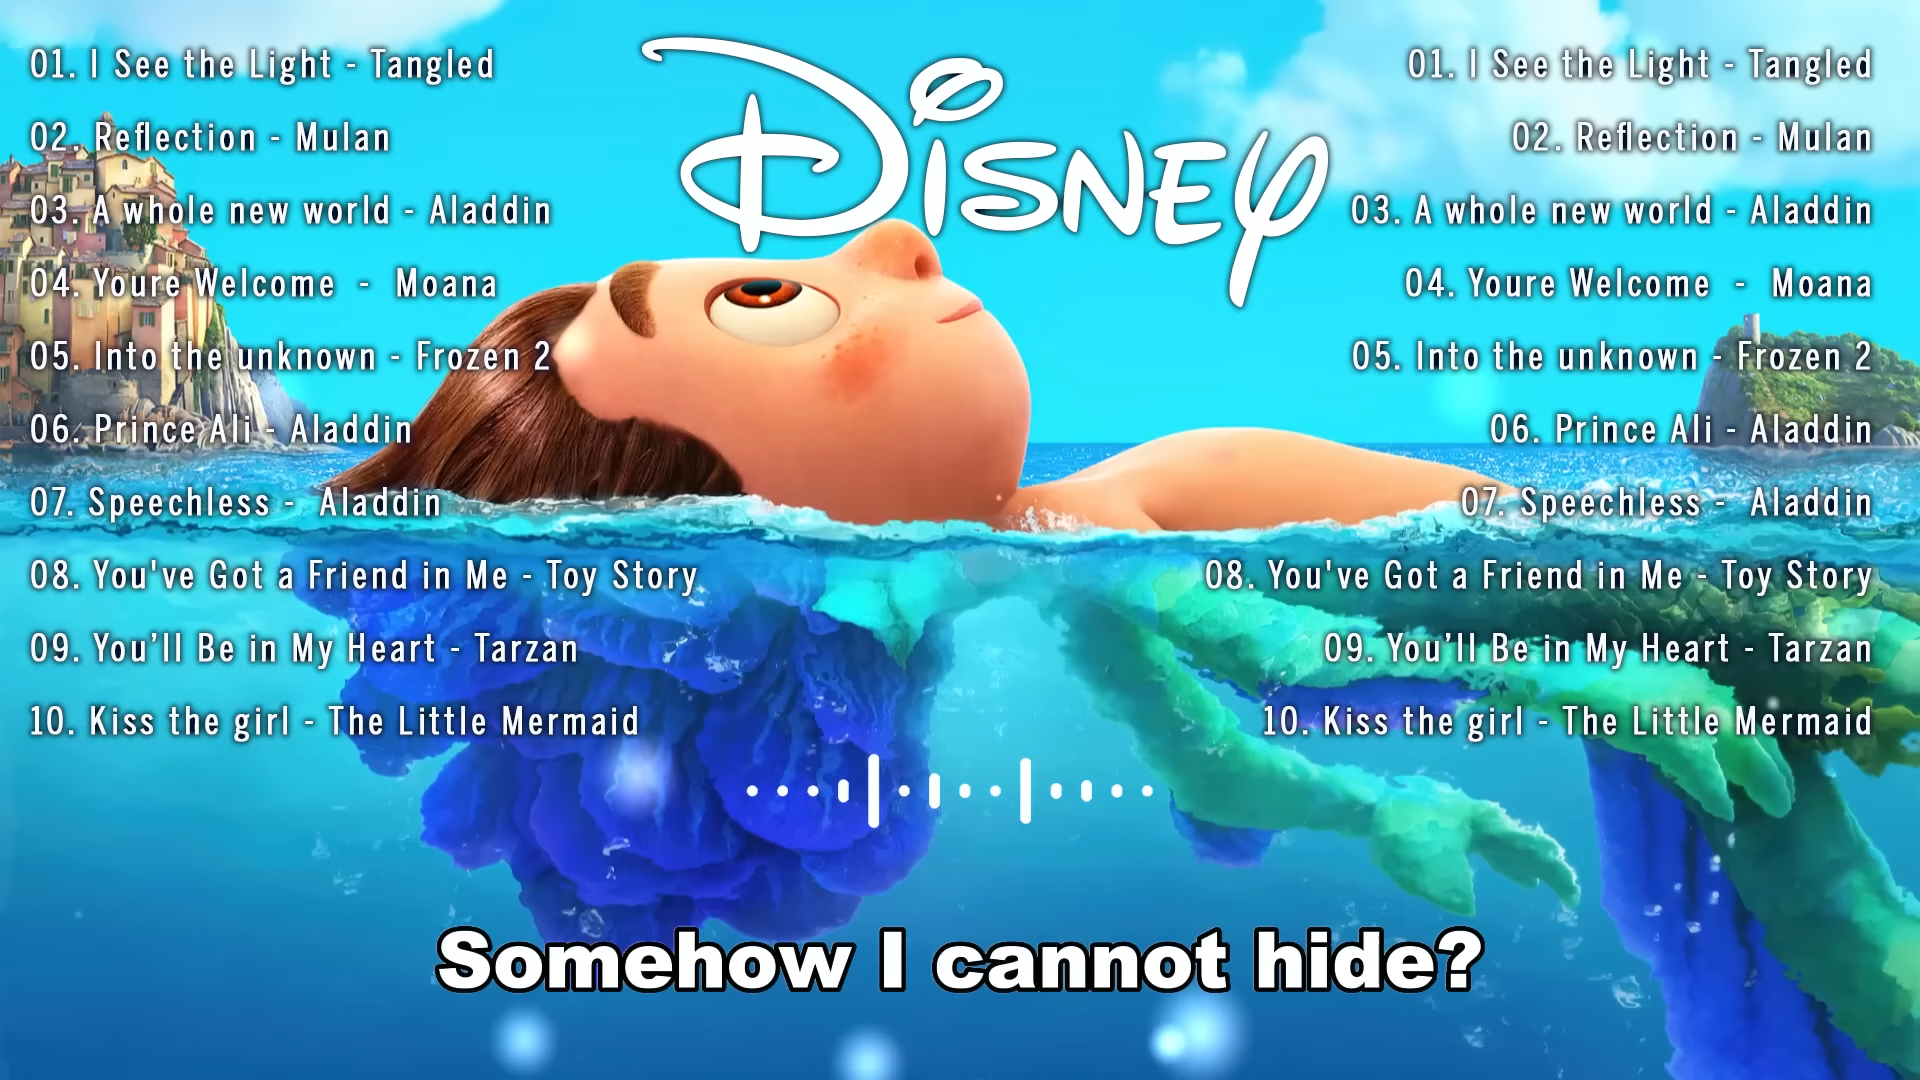 Disney
01. I See the Light - Tangled
02. Reflection - Mulan
03. A whole new world - Aladdin
04. Youre Welcome - Moana
05. Into the unknown - Frozen 2
06. Prince Ali - Aladdin
07. Speechless - Aladdin
08. You've Got a Friend in Me - Toy Story
09. You’ll Be in My Heart - Tarzan
10. Kiss the girl - The Little Mermaid
01. I See the Light - Tangled
02. Reflection - Mulan
03. A whole new world - Aladdin
04. Youre Welcome - Moana
05. Into the unknown - Frozen 2
06. Prince Ali - Aladdin
07. Speechless - Aladdin
08. You've Got a Friend in Me - Toy Story
09. You’ll Be in My Heart - Tarzan
10. Kiss the girl - The Little Mermaid
Somehow I cannot hide?